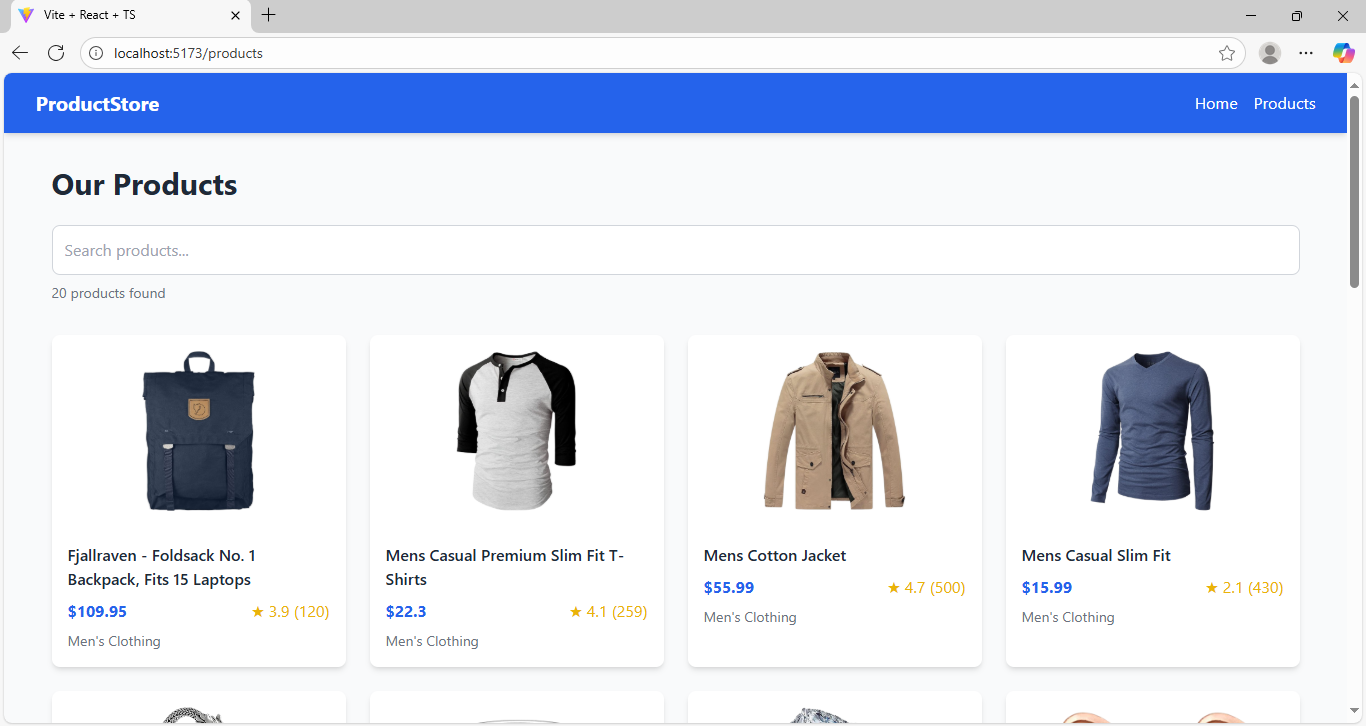 Vite + React + TS
localhost:5173/products
ProductStore
Home Products
Our Products
Search products...
20 products found
Fjallraven - Foldsack No. 1
Backpack, Fits 15 Laptops
$109.95 ★ 3.9 (120)
Men's Clothing
Mens Casual Premium Slim Fit T-
Shirts
$22.3 ★ 4.1 (259)
Men's Clothing
Mens Cotton Jacket
$55.99 ★ 4.7 (500)
Men's Clothing
Mens Casual Slim Fit
$15.99 ★ 2.1 (430)
Men's Clothing